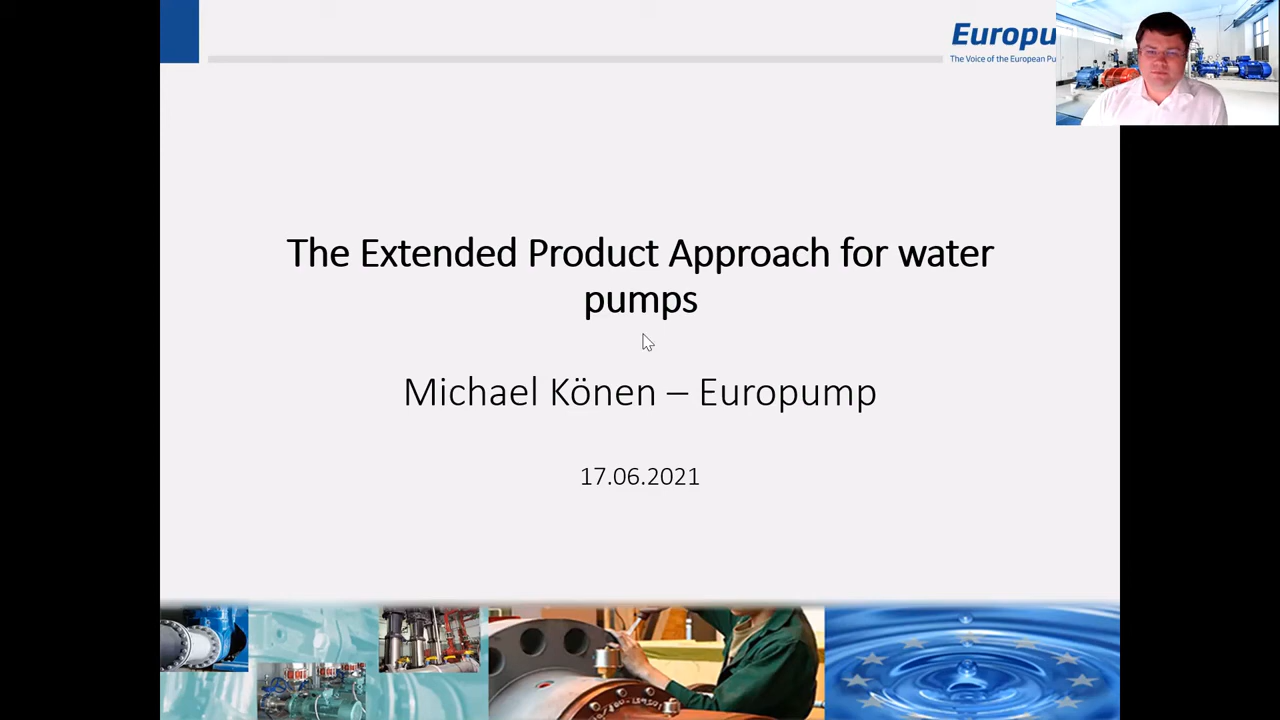 Europu
The Voice of the European Pu
The Extended Product Approach for water
pumps
Michael Könen – Europump
17.06.2021